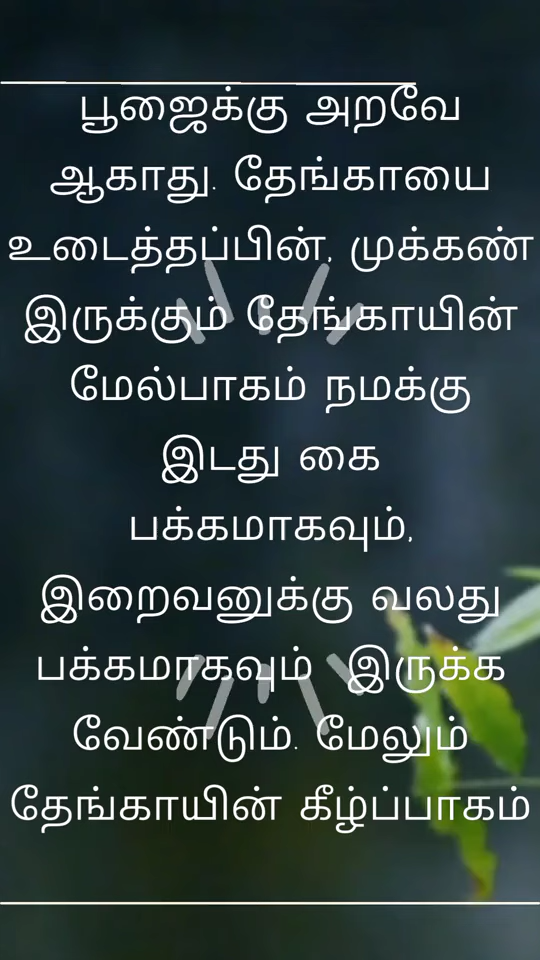 பூஜைக்கு அறவே
ஆகாது. தேங்காயை
உடைத்தப்பின், முக்கண்
இருக்கும் தேங்காயின்
மேல்பாகம் நமக்கு
இடது கை
பக்கமாகவும்,
இறைவனுக்கு வலது
பக்கமாகவும் இருக்க
வேண்டும். மேலும்
தேங்காயின் கீழ்ப்பாகம்